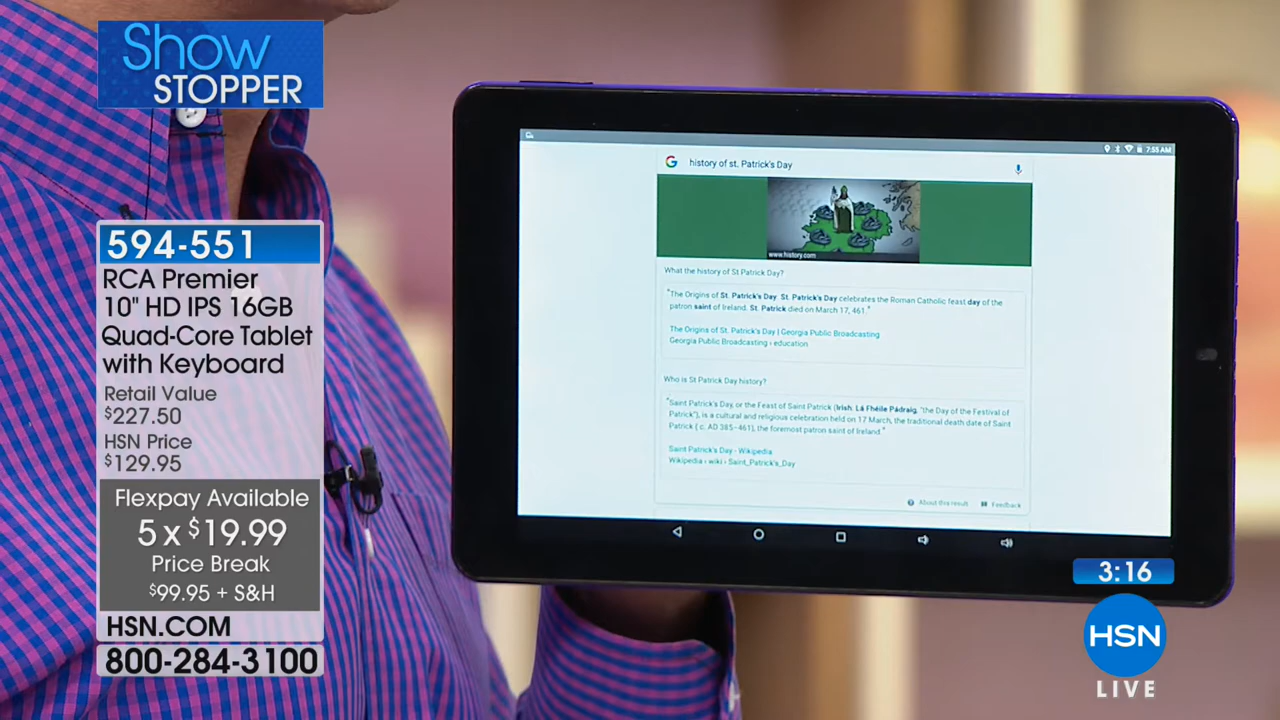 Show
STOPPER
594-551
RCA Premier
10" HD IPS 16GB
Quad-Core Tablet
with Keyboard
Retail Value
$227.50
HSN Price
$129.95
Flexpay Available
5 x $19.99
Price Break
$99.95 + S&H
HSN.COM
800-284-3100
7:55 AM
G history of st. Patrick's Day
www.history.com
What the history of St Patrick Day?
"The Origins of St. Patrick's Day. St. Patrick's Day celebrates the Roman Catholic feast day of the
patron saint of Ireland. St. Patrick died on March 17, 461."
The Origins of St. Patrick's Day | Georgia Public Broadcasting
Georgia Public Broadcasting › education
Who is St Patrick Day history?
"Saint Patrick's Day, or the Feast of Saint Patrick (Irish: Lá Fhéile Pádraig, "the Day of the Festival of
Patrick"), is a cultural and religious celebration held on 17 March, the traditional death date of Saint
Patrick ( c. AD 385–461), the foremost patron saint of Ireland."
Saint Patrick's Day - Wikipedia
Wikipedia › wiki › Saint_Patrick's_Day
About this result
Feedback
3:16
HSN
LIVE